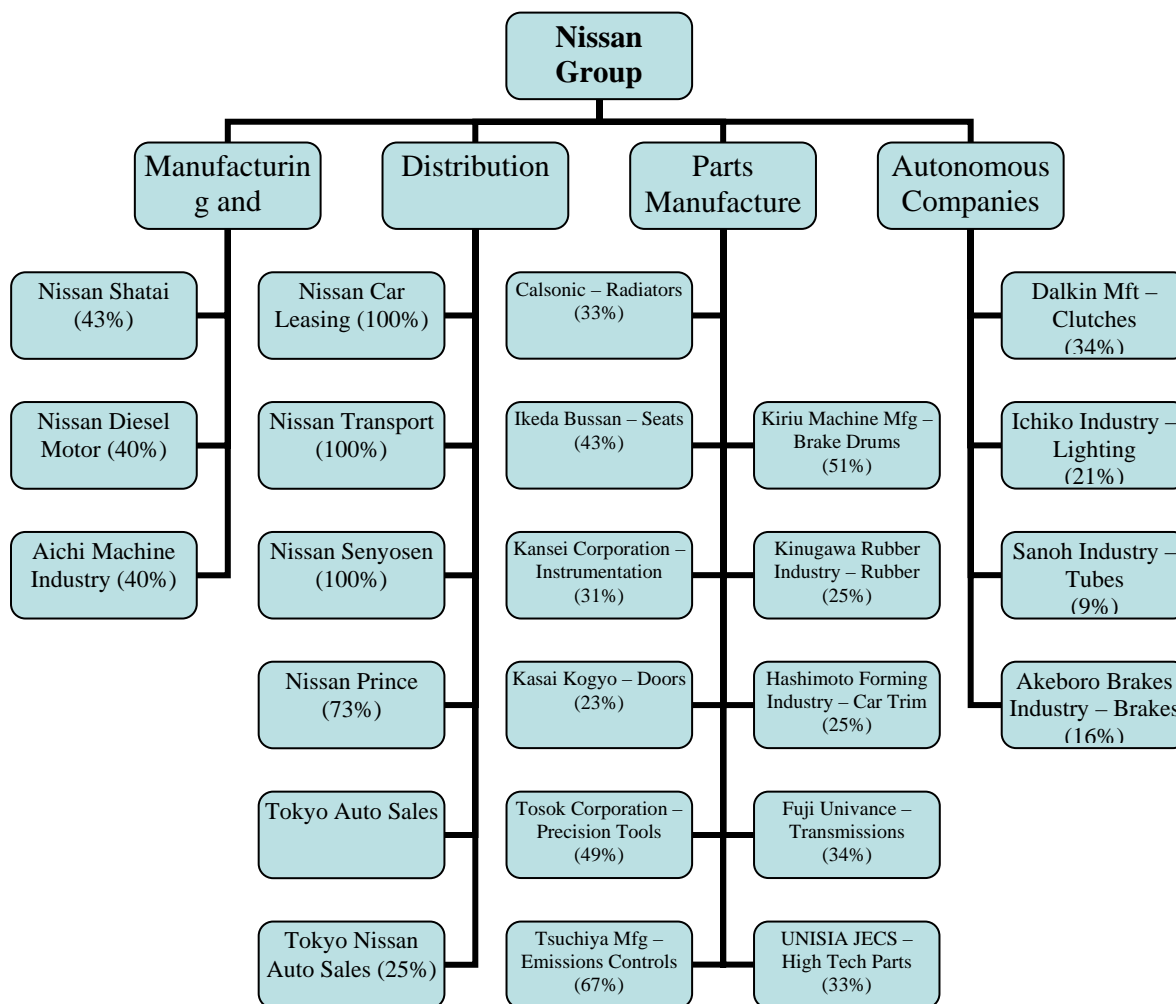 Nissan
Group
Manufacturin
g and
Distribution
Parts
Manufacture
Autonomous
Companies
Nissan Shatai
(43%)
Nissan Diesel
Motor (40%)
Aichi Machine
Industry (40%)
Nissan Car
Leasing (100%)
Nissan Transport
(100%)
Nissan Senyosen
(100%)
Nissan Prince
(73%)
Tokyo Auto Sales
Tokyo Nissan
Auto Sales (25%)
Calsonic – Radiators
(33%)
Ikeda Bussan – Seats
(43%)
Kansei Corporation –
Instrumentation
(31%)
Kasai Kogyo – Doors
(23%)
Tosok Corporation –
Precision Tools
(49%)
Tsuchiya Mfg –
Emissions Controls
(67%)
Kiriu Machine Mfg –
Brake Drums
(51%)
Kinugawa Rubber
Industry – Rubber
(25%)
Hashimoto Forming
Industry – Car Trim
(25%)
Fuji Univance –
Transmissions
(34%)
UNISIA JECS –
High Tech Parts
(33%)
Dalkin Mft –
Clutches
(34%)
Ichiko Industry –
Lighting
(21%)
Sanoh Industry –
Tubes
(9%)
Akeboro Brakes
Industry – Brakes
(16%)